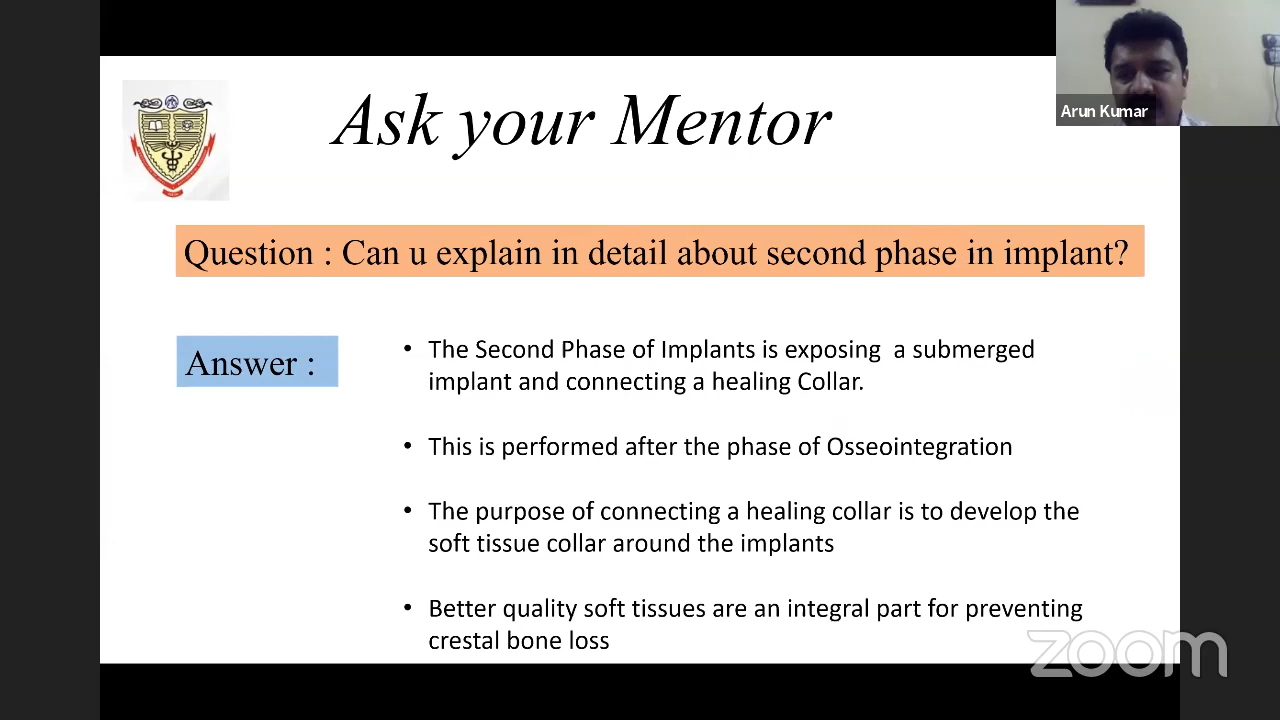 Ask your Mentor
Arun Kumar
Question : Can u explain in detail about second phase in implant?
Answer :
• The Second Phase of Implants is exposing  a submerged
implant and connecting a healing Collar.
• This is performed after the phase of Osseointegration
• The purpose of connecting a healing collar is to develop the
soft tissue collar around the implants
• Better quality soft tissues are an integral part for preventing
crestal bone loss
zoom